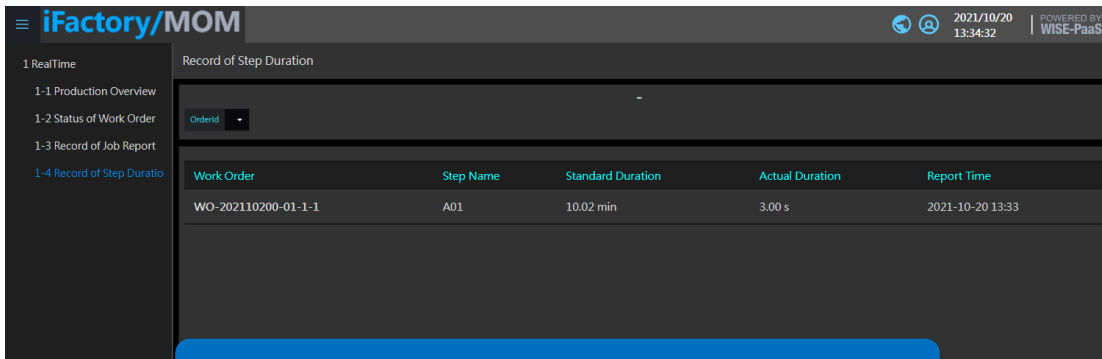 iFactory/MOM
2021/10/20
13:34:32
POWERED BY
WISE-PaaS
1 RealTime
1-1 Production Overview
1-2 Status of Work Order
1-3 Record of Job Report
1-4 Record of Step Duratio
Record of Step Duration
-
OrderId
Work Order Step Name Standard Duration Actual Duration Report Time
WO-202110200-01-1-1 A01 10.02 min 3.00 s 2021-10-20 13:33